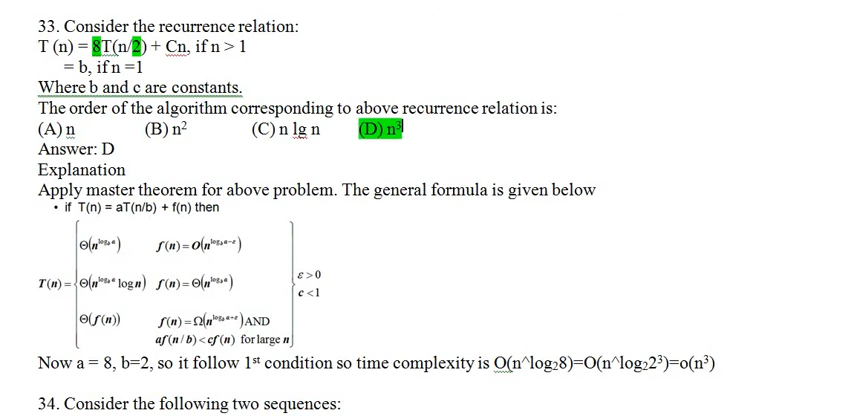 33. Consider the recurrence relation:
T (n) = 8T(n/2) + Cn, if n > 1
= b, if n =1
Where b and c are constants.
The order of the algorithm corresponding to above recurrence relation is:
(A) n (B) n² (C) n lg n (D) n³
Answer: D
Explanation
Apply master theorem for above problem. The general formula is given below
• if T(n) = aT(n/b) + f(n) then
Θ(n^(log_b a)) f(n)=O(n^(log_b a−ε))
T(n) = Θ(n^(log_b a) log n) f(n)=Θ(n^(log_b a))
ε > 0
c < 1
Θ(f(n)) f(n)=Ω(n^(log_b a+ε)) AND
af(n/b)<cf(n) for large n
Now a = 8, b=2, so it follow 1st condition so time complexity is O(n^log₂8)=O(n^log₂2³)=o(n³)
34. Consider the following two sequences: